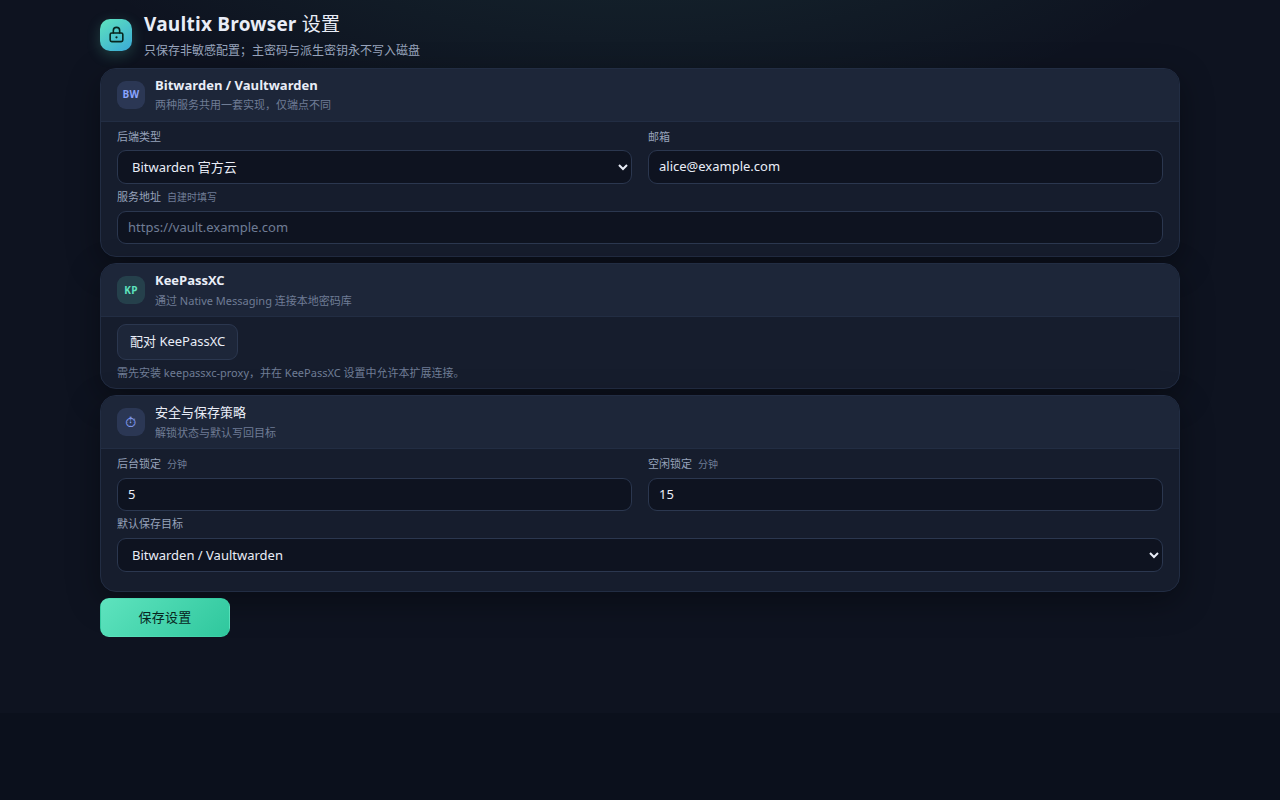 Vaultix Browser 设置
只保存非敏感配置；主密码与派生密钥永不写入磁盘
BW
Bitwarden / Vaultwarden
两种服务共用一套实现，仅端点不同
后端类型
邮箱
Bitwarden 官方云
alice@example.com
服务地址 自建时填写
https://vault.example.com
KP
KeePassXC
通过 Native Messaging 连接本地密码库
配对 KeePassXC
需先安装 keepassxc-proxy，并在 KeePassXC 设置中允许本扩展连接。
安全与保存策略
解锁状态与默认写回目标
后台锁定 分钟
空闲锁定 分钟
5
15
默认保存目标
Bitwarden / Vaultwarden
保存设置